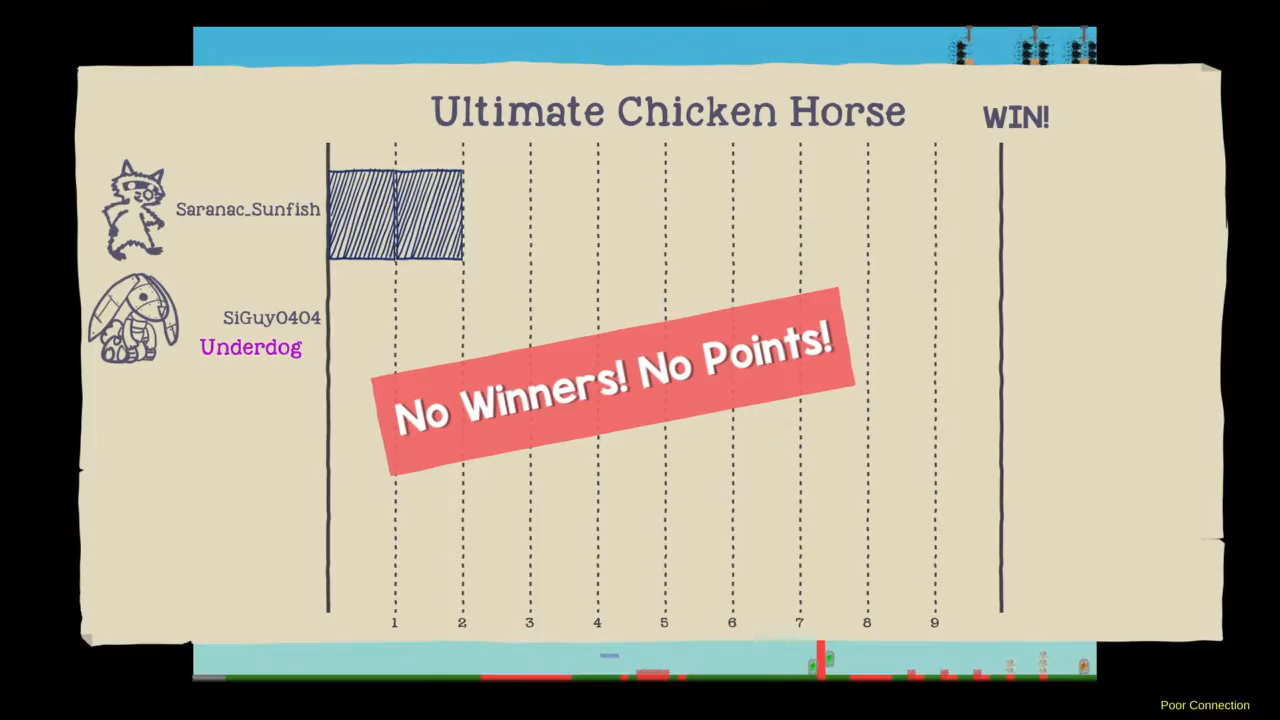 Ultimate Chicken Horse
WIN!
Saranac_Sunfish
SiGuy0404
Underdog
No Winners! No Points!
1 2 3 4 5 6 7 8 9
Poor Connection